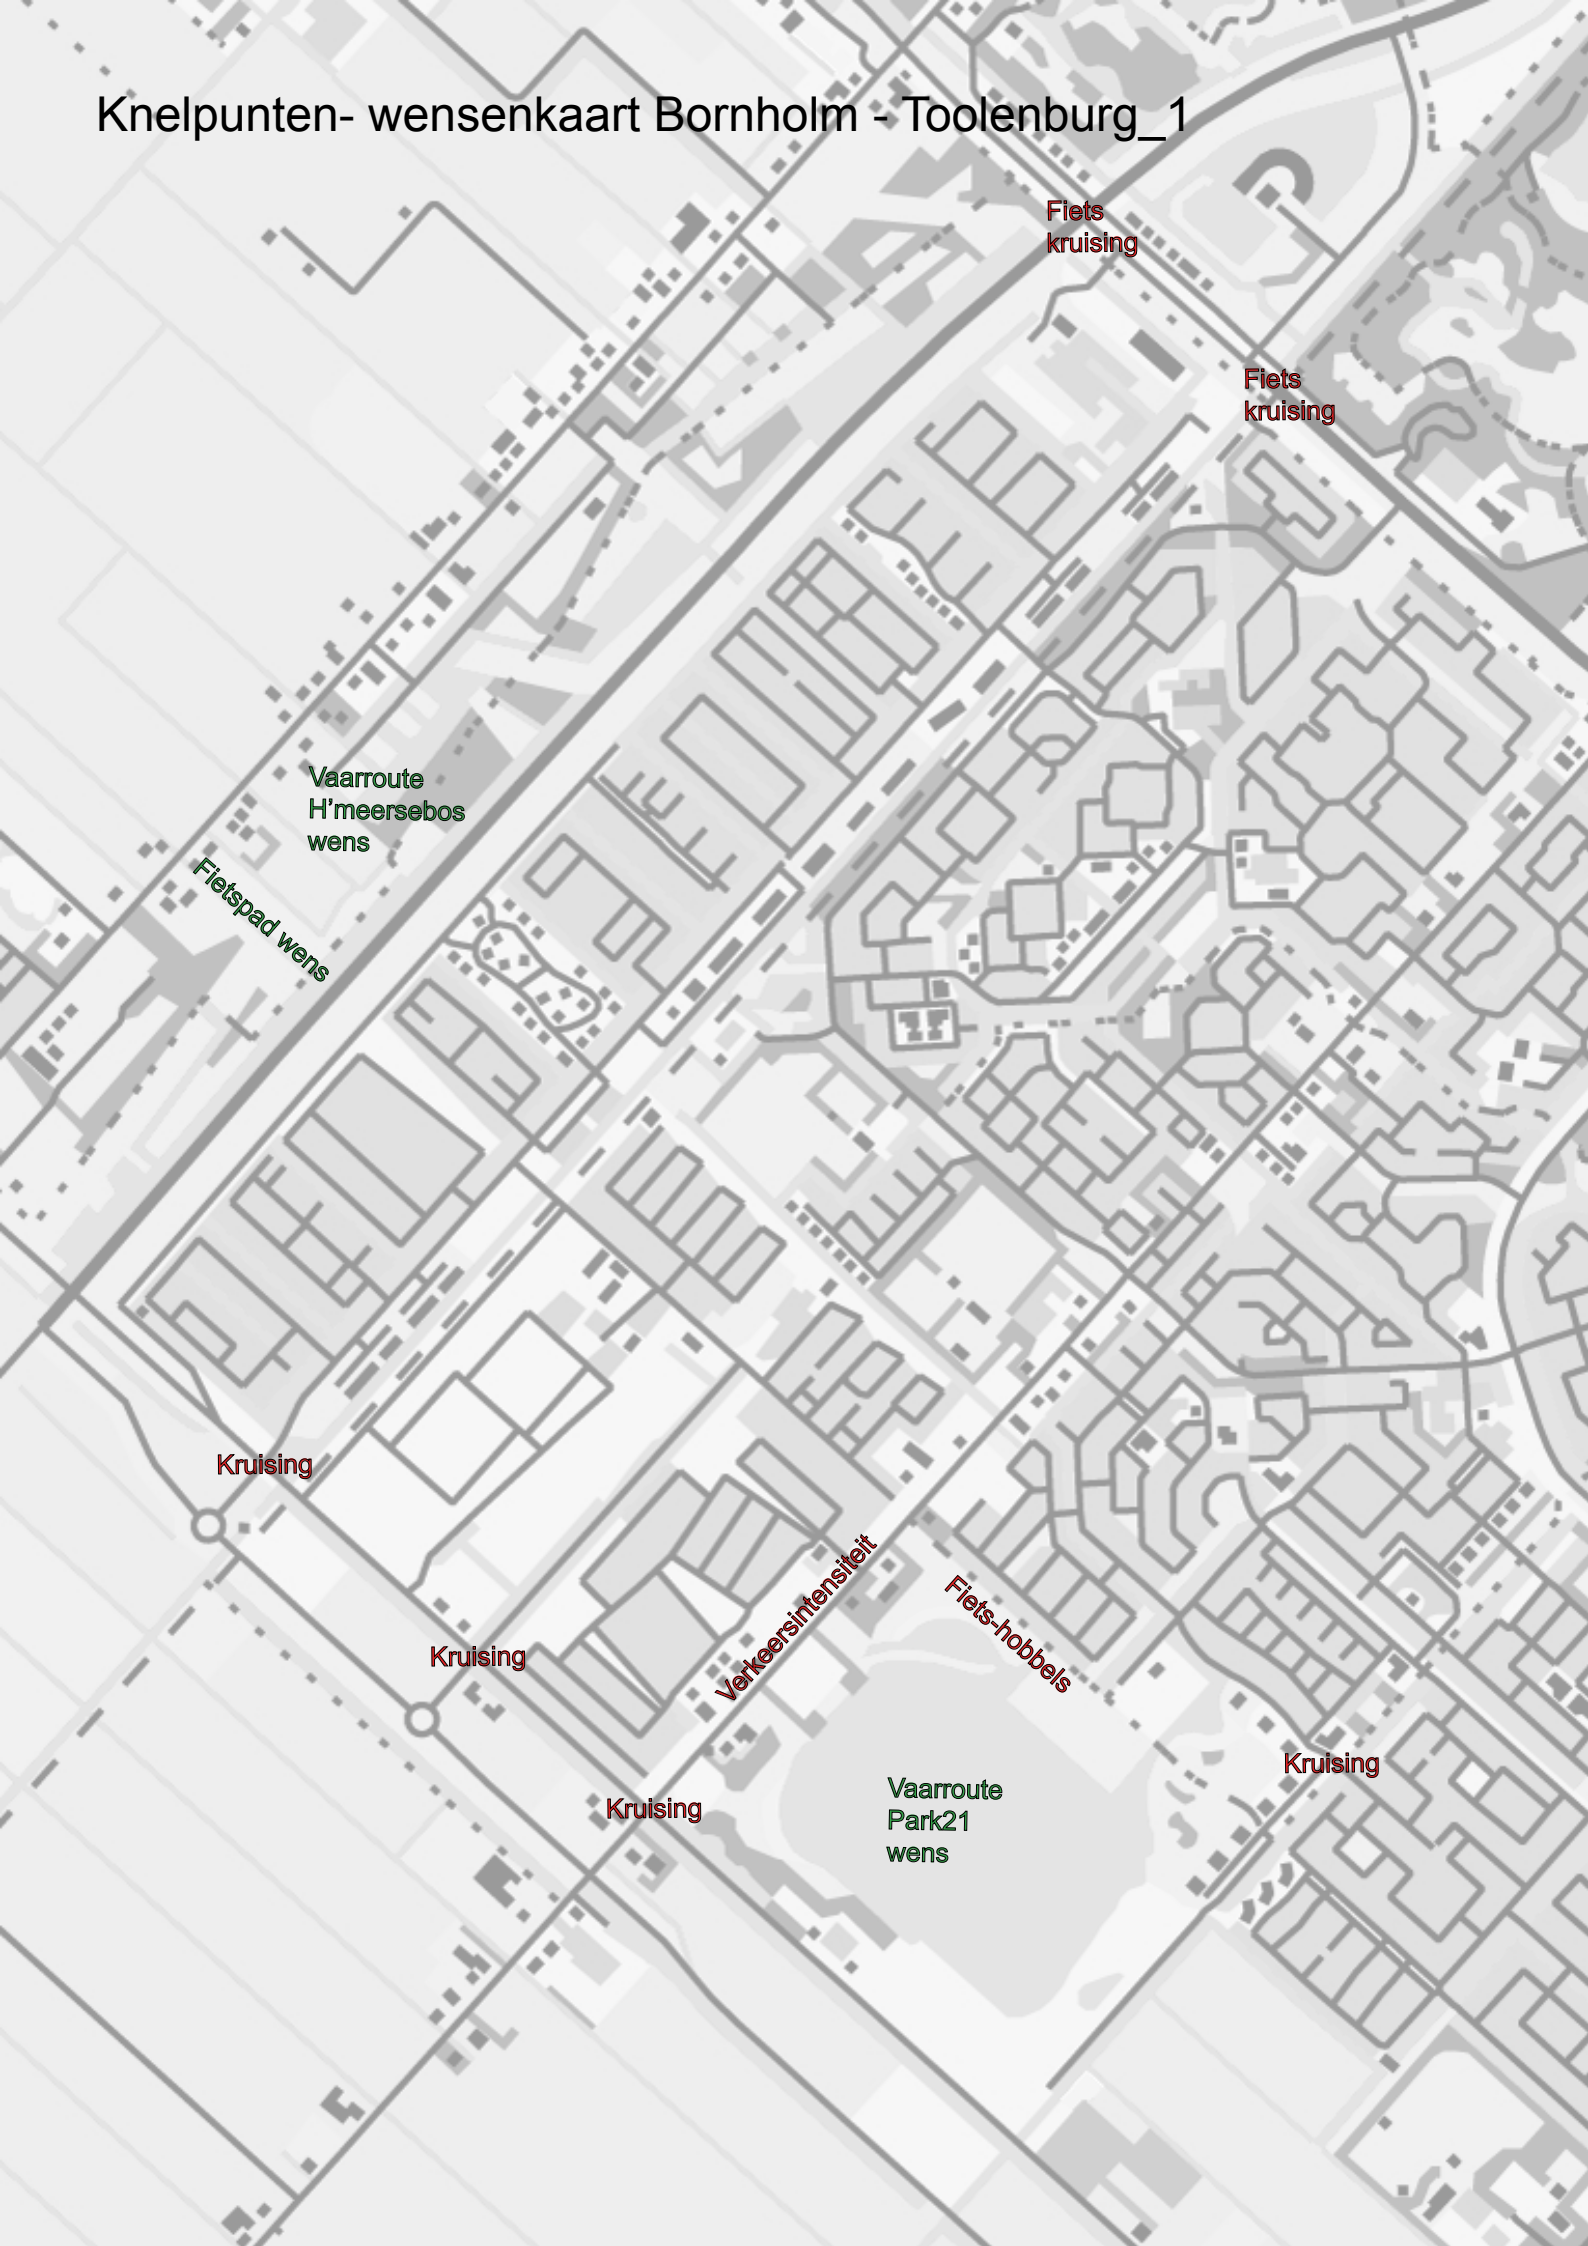 Knelpunten- wensenkaart Bornholm - Toolenburg_1
Fiets
kruising
Fiets
kruising
Vaarroute
H'meersebos
wens
Fietspad wens
Kruising
Verkeersintensiteit
Fiets-hobbels
Kruising
Kruising
Kruising
Vaarroute
Park21
wens